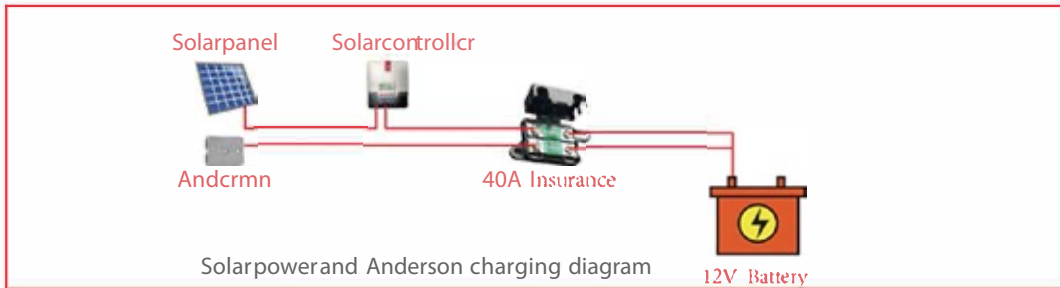 Solarpanel
Solarcontrollcr
Andcrmn
40A Insurance
Solarpowerand Anderson charging diagram
12V Battery